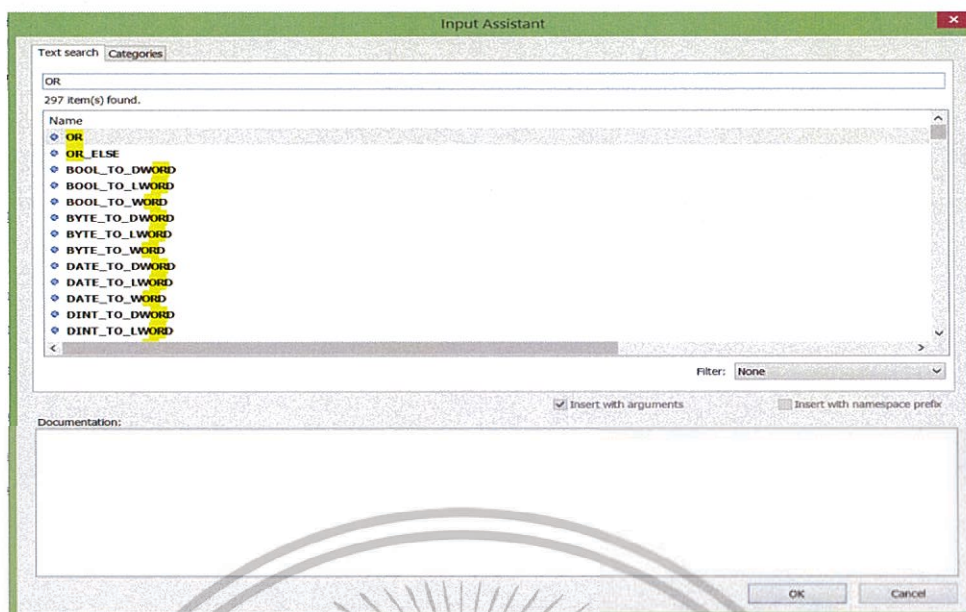 Input Assistant
Text search Categories
OR
297 item(s) found.
Name
OR
OR_ELSE
BOOL_TO_DWORD
BOOL_TO_LWORD
BOOL_TO_WORD
BYTE_TO_DWORD
BYTE_TO_LWORD
BYTE_TO_WORD
DATE_TO_DWORD
DATE_TO_LWORD
DATE_TO_WORD
DINT_TO_DWORD
DINT_TO_LWORD
Filter: None
Insert with arguments Insert with namespace prefix
Documentation:
OK Cancel